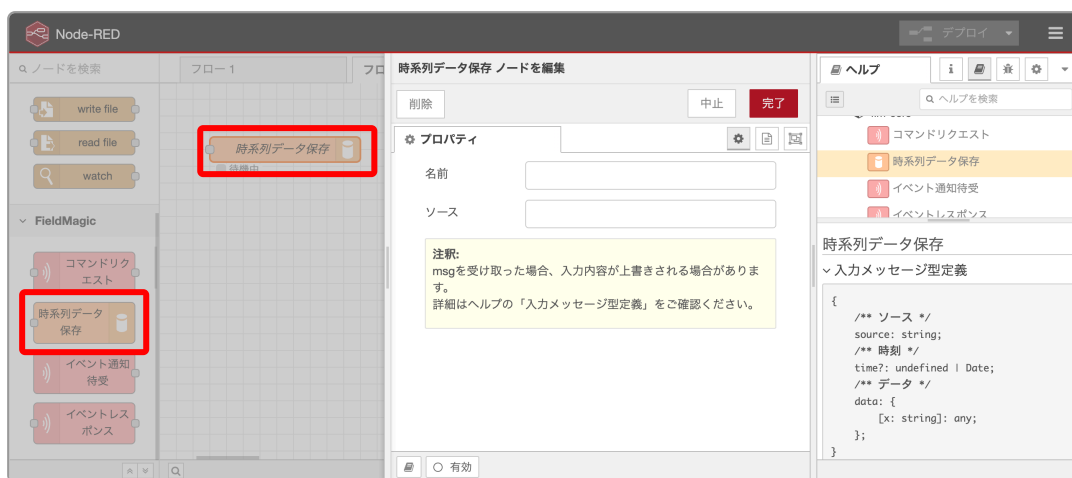 Node-RED
デプロイ
ノードを検索
write file
read file
watch
FieldMagic
コマンドリク
エスト
時系列データ
保存
イベント通知
待受
イベントレス
ポンス
フロー 1
フロ
時系列データ保存
待機中
時系列データ保存 ノードを編集
削除
中止
完了
プロパティ
名前
ソース
注釈:
msgを受け取った場合、入力内容が上書きされる場合がありま
す。
詳細はヘルプの「入力メッセージ型定義」をご確認ください。
有効
ヘルプ
ヘルプを検索
コマンドリクエスト
時系列データ保存
イベント通知待受
イベントレスポンス
時系列データ保存
入力メッセージ型定義
{
/** ソース */
source: string;
/** 時刻 */
time?: undefined | Date;
/** データ */
data: {
[x: string]: any;
};
}